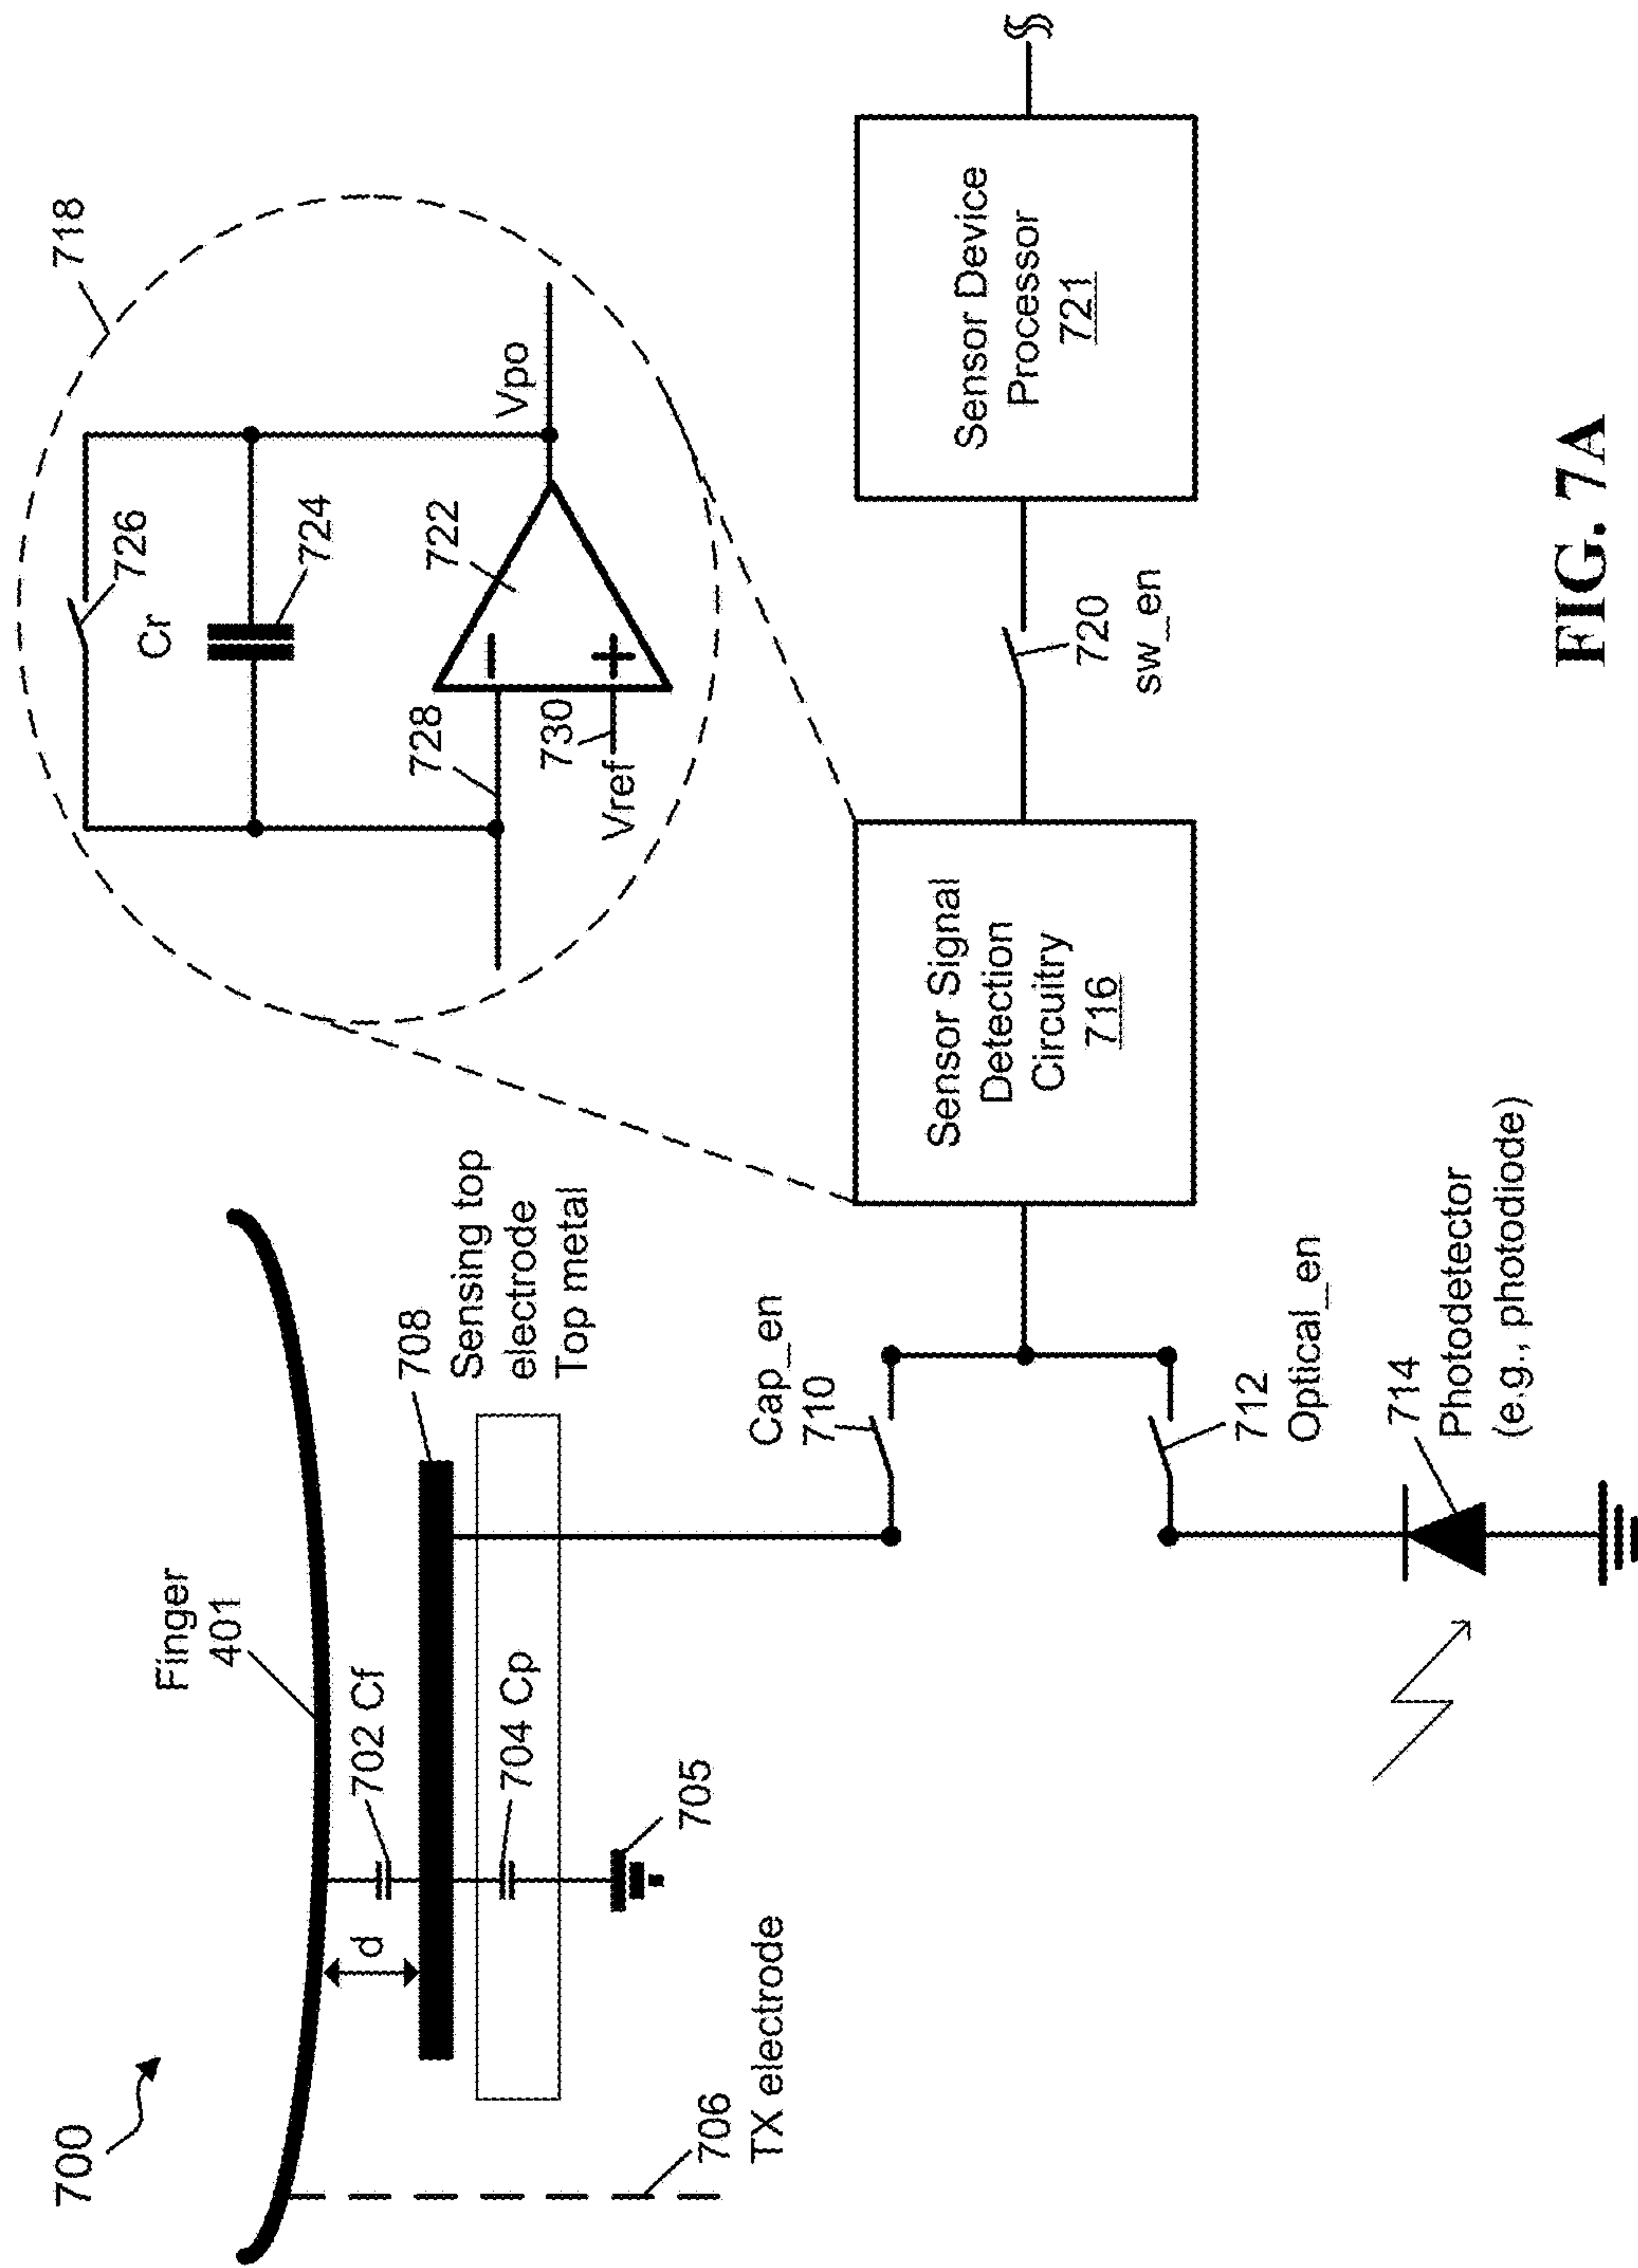 700
Finger
401
702 Cf
d
704 Cp
705
706
TX electrode
708
Sensing top
electrode
Top metal
Cap_en
710
712
Optical_en
714
Photodetector
(e.g., photodiode)
Sensor Signal
Detection
Circuitry
716
718
726
Cr
724
722
728
730
Vref
Vpo
−
+
720
sw_en
Sensor Device
Processor
721
FIG. 7A